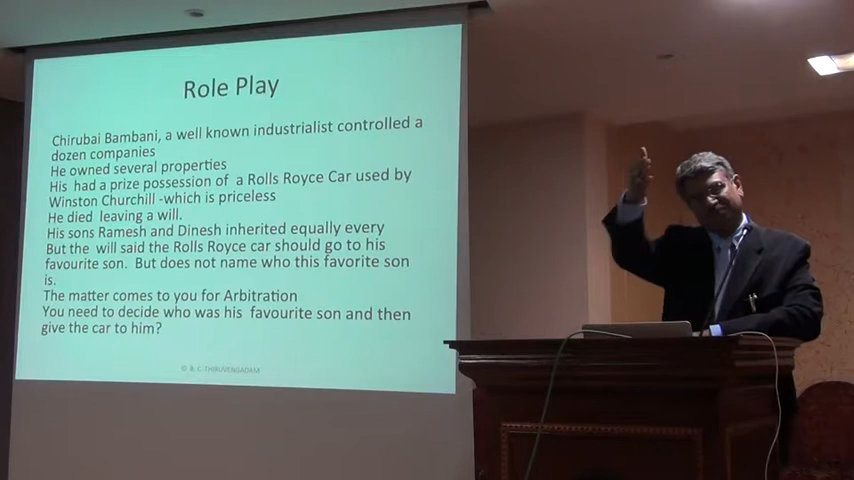 Role Play
Chirubai Bambani, a well known industrialist controlled a
dozen companies
He owned several properties
His had a prize possession of a Rolls Royce Car used by
Winston Churchill -which is priceless
He died leaving a will.
His sons Ramesh and Dinesh inherited equally every
But the will said the Rolls Royce car should go to his
favourite son. But does not name who this favorite son
is.
The matter comes to you for Arbitration
You need to decide who was his favourite son and then
give the car to him?
© B. C. THIRUVENGADAM